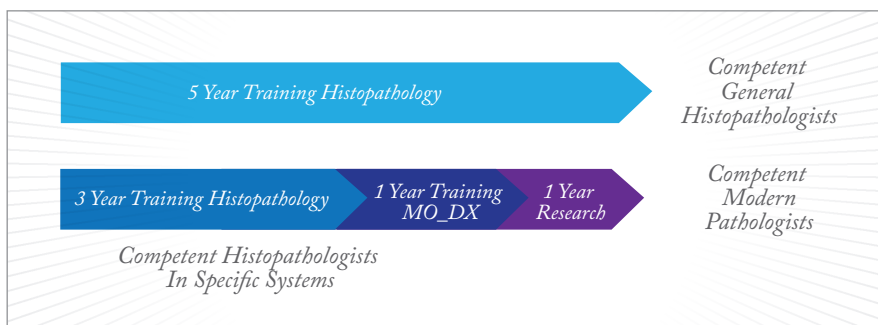 5 Year Training Histopathology
Competent
General
Histopathologists
3 Year Training Histopathology
1 Year Training
MO_DX
1 Year
Research
Competent
Modern
Pathologists
Competent Histopathologists
In Specific Systems